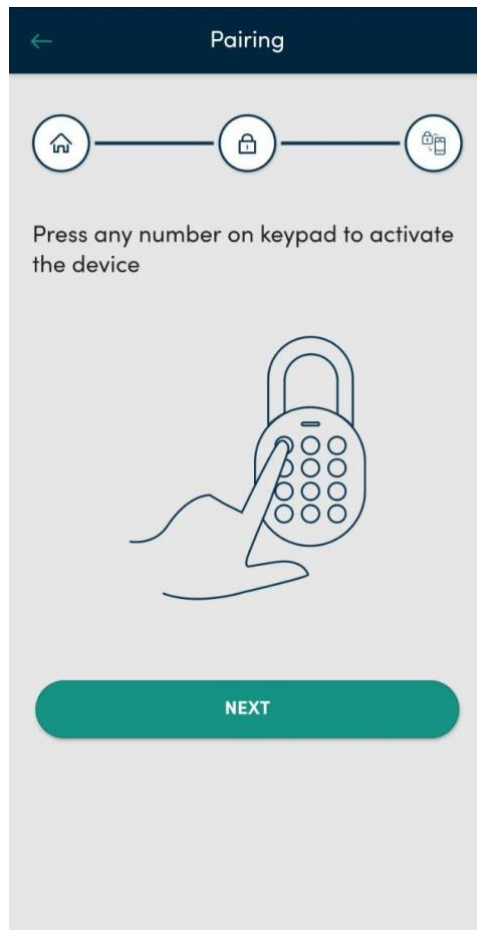 Pairing
Press any number on keypad to activate
the device
NEXT